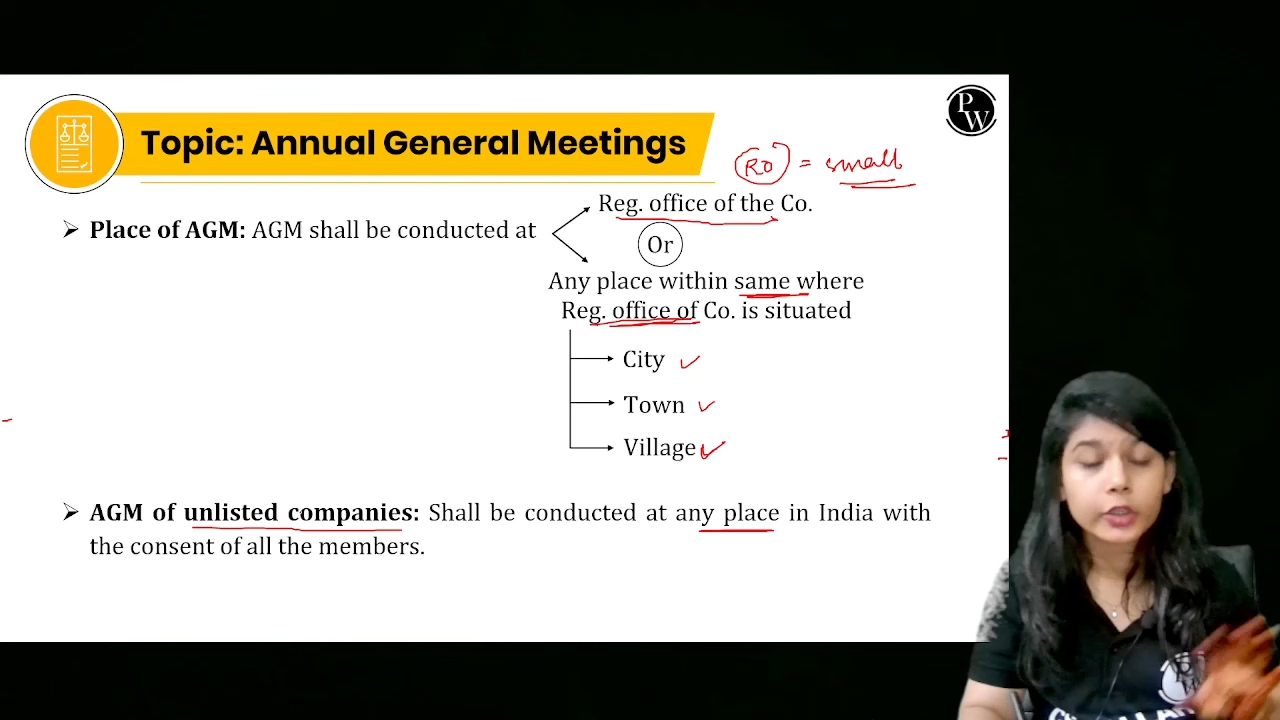 PW
Topic: Annual General Meetings
RO = small
Reg. office of the Co.
➢ Place of AGM: AGM shall be conducted at
Or
Any place within same where
Reg. office of Co. is situated
City ✓
Town ✓
Village ✓
➢ AGM of unlisted companies: Shall be conducted at any place in India with
the consent of all the members.
PW